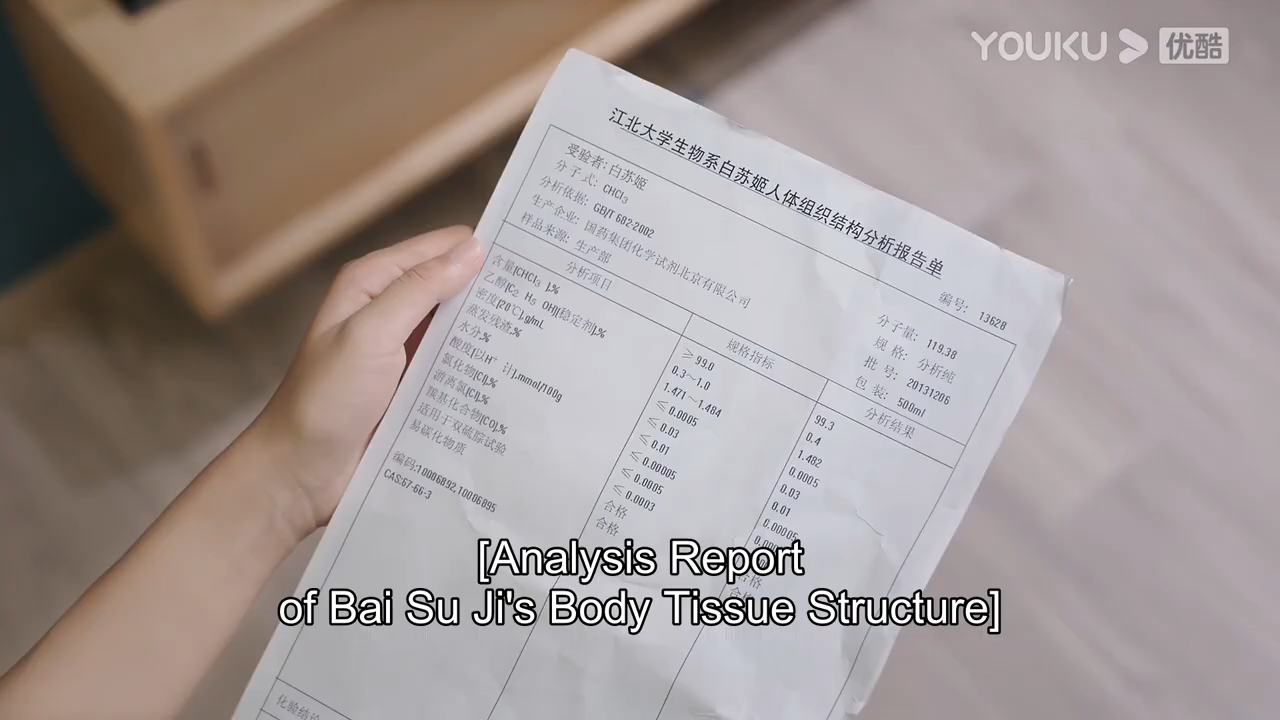 YOUKU 优酷
江北大学生物系白苏姬人体组织结构分析报告单
编号: 13628
受验者: 白苏姬
分子式: CHCl₃
分子量: 119.38
分析依据: GB/T 682-2002
规 格: 分析纯
生产企业: 国药集团化学试剂北京有限公司
批 号: 20131206
样品来源: 生产部
包 装: 500ml
分析项目 规格指标 分析结果
含量[CHCl₃ ],% ≥99.0 99.3
乙醇[C₂ H₅ OH][稳定剂],% 0.3～1.0 0.4
密度[20℃],g/mL 1.471～1.484 1.482
蒸发残渣,% ≤ 0.0005 0.0005
水分,% ≤ 0.03 0.03
酸度[以H⁺ 计],mmol/100g ≤ 0.01 0.01
氯化物[Cl],% ≤ 0.00005 0.00005
游离氯[Cl],% ≤ 0.0005
羰基化合物[CO],% ≤ 0.0003
适用于双硫腙试验 合格 合格
易碳化物质 合格 合格
编码:10006892,10006895
CAS:67-66-3
[Analysis Report
of Bai Su Ji's Body Tissue Structure]
化验结论